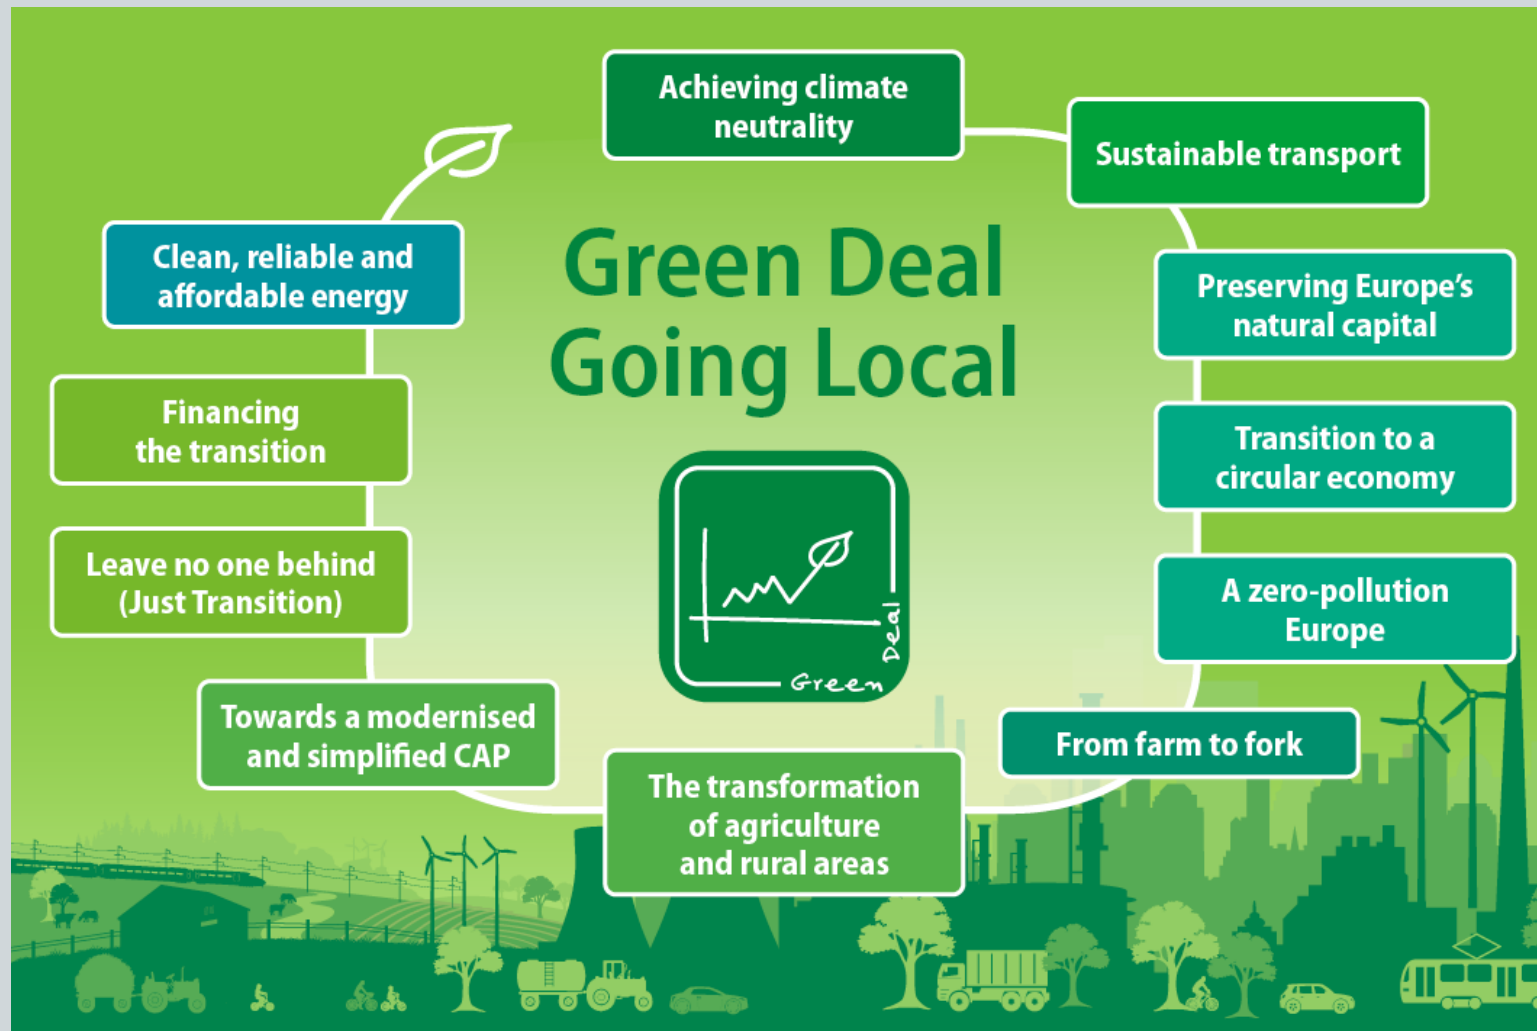 Achieving climate
neutrality
Sustainable transport
Clean, reliable and
affordable energy
Green Deal
Going Local
Preserving Europe's
natural capital
Financing
the transition
Transition to a
circular economy
Leave no one behind
(Just Transition)
A zero-pollution
Europe
Green
Deal
Towards a modernised
and simplified CAP
From farm to fork
The transformation
of agriculture
and rural areas